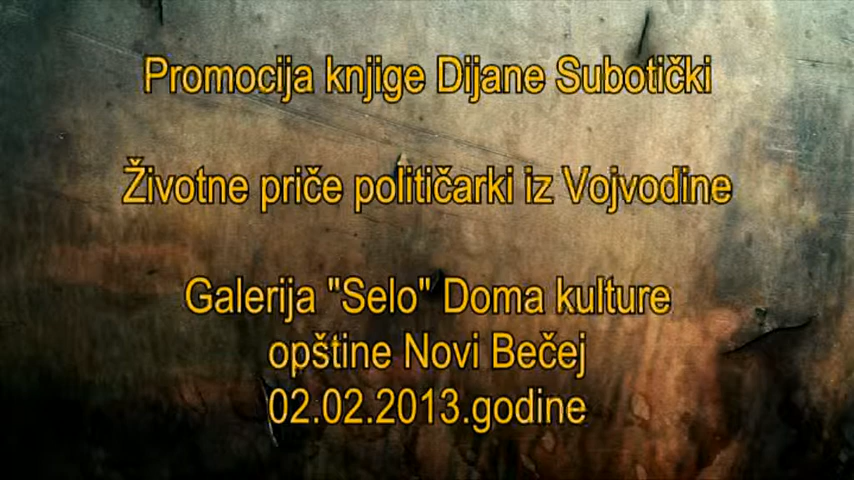 Promocija knjige Dijane Subotički
Životne priče političarki iz Vojvodine
Galerija "Selo" Doma kulture
opštine Novi Bečej
02.02.2013.godine